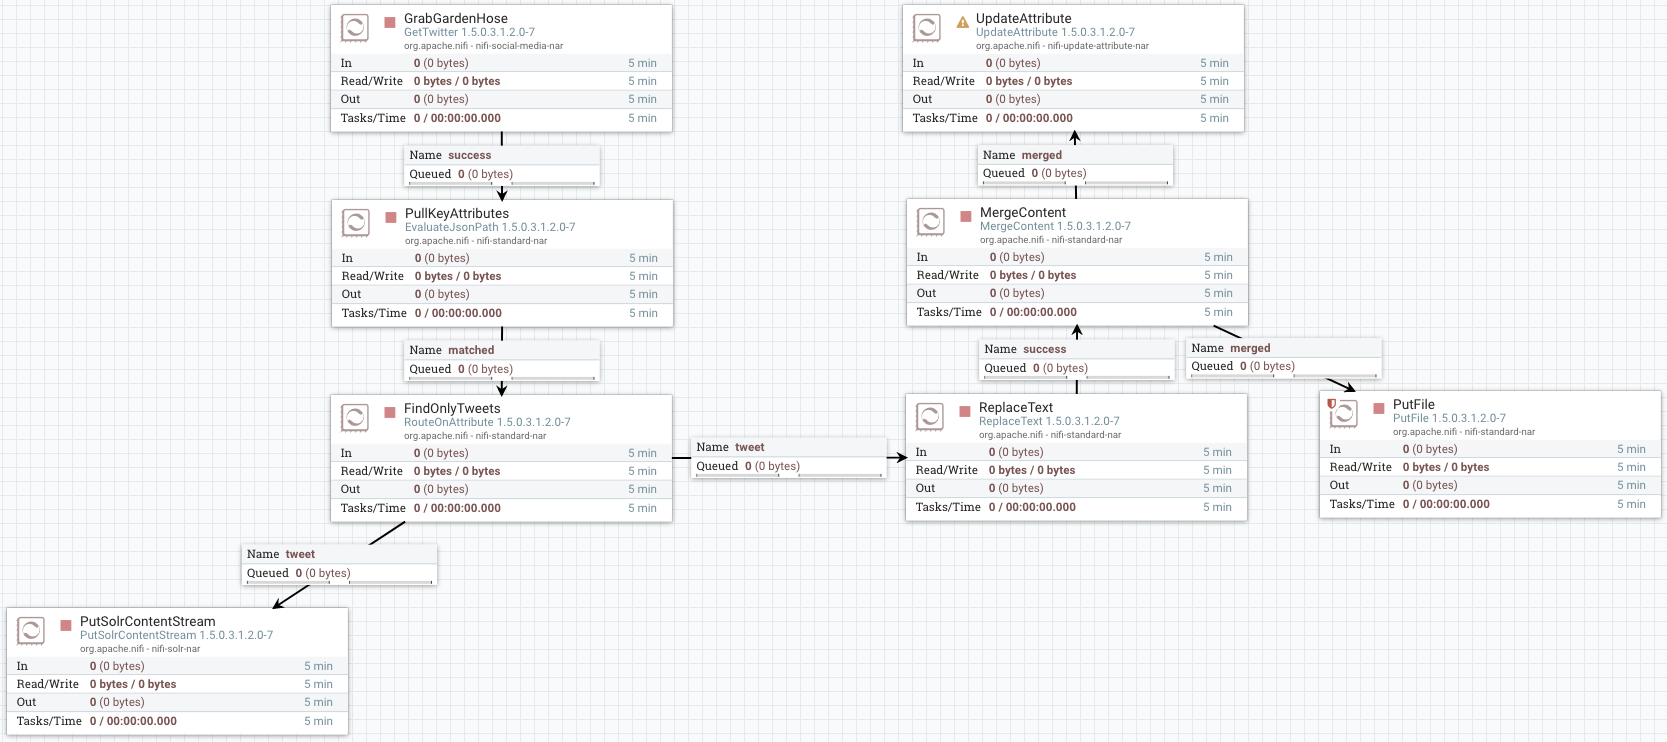 GrabGardenHose
GetTwitter 1.5.0.3.1.2.0-7
org.apache.nifi - nifi-social-media-nar
In 0 (0 bytes) 5 min
Read/Write 0 bytes / 0 bytes 5 min
Out 0 (0 bytes) 5 min
Tasks/Time 0 / 00:00:00.000 5 min
Name success
Queued 0 (0 bytes)
PullKeyAttributes
EvaluateJsonPath 1.5.0.3.1.2.0-7
org.apache.nifi - nifi-standard-nar
In 0 (0 bytes) 5 min
Read/Write 0 bytes / 0 bytes 5 min
Out 0 (0 bytes) 5 min
Tasks/Time 0 / 00:00:00.000 5 min
Name matched
Queued 0 (0 bytes)
FindOnlyTweets
RouteOnAttribute 1.5.0.3.1.2.0-7
org.apache.nifi - nifi-standard-nar
In 0 (0 bytes) 5 min
Read/Write 0 bytes / 0 bytes 5 min
Out 0 (0 bytes) 5 min
Tasks/Time 0 / 00:00:00.000 5 min
Name tweet
Queued 0 (0 bytes)
PutSolrContentStream
PutSolrContentStream 1.5.0.3.1.2.0-7
org.apache.nifi - nifi-solr-nar
In 0 (0 bytes) 5 min
Read/Write 0 bytes / 0 bytes 5 min
Out 0 (0 bytes) 5 min
Tasks/Time 0 / 00:00:00.000 5 min
Name tweet
Queued 0 (0 bytes)
UpdateAttribute
UpdateAttribute 1.5.0.3.1.2.0-7
org.apache.nifi - nifi-update-attribute-nar
In 0 (0 bytes) 5 min
Read/Write 0 bytes / 0 bytes 5 min
Out 0 (0 bytes) 5 min
Tasks/Time 0 / 00:00:00.000 5 min
Name merged
Queued 0 (0 bytes)
MergeContent
MergeContent 1.5.0.3.1.2.0-7
org.apache.nifi - nifi-standard-nar
In 0 (0 bytes) 5 min
Read/Write 0 bytes / 0 bytes 5 min
Out 0 (0 bytes) 5 min
Tasks/Time 0 / 00:00:00.000 5 min
Name success
Queued 0 (0 bytes)
ReplaceText
ReplaceText 1.5.0.3.1.2.0-7
org.apache.nifi - nifi-standard-nar
In 0 (0 bytes) 5 min
Read/Write 0 bytes / 0 bytes 5 min
Out 0 (0 bytes) 5 min
Tasks/Time 0 / 00:00:00.000 5 min
Name merged
Queued 0 (0 bytes)
PutFile
PutFile 1.5.0.3.1.2.0-7
org.apache.nifi - nifi-standard-nar
In 0 (0 bytes) 5 min
Read/Write 0 bytes / 0 bytes 5 min
Out 0 (0 bytes) 5 min
Tasks/Time 0 / 00:00:00.000 5 min